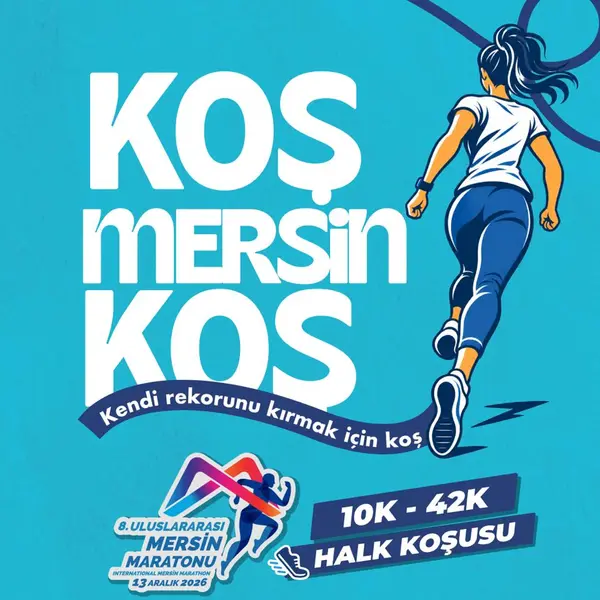 KOŞ
MERSİN
KOŞ
Kendi rekorunu kırmak için koş
8. ULUSLARARASI
MERSİN
MARATONU
INTERNATIONAL MERSİN MARATHON
13 ARALIK 2026
10K - 42K
HALK KOŞUSU